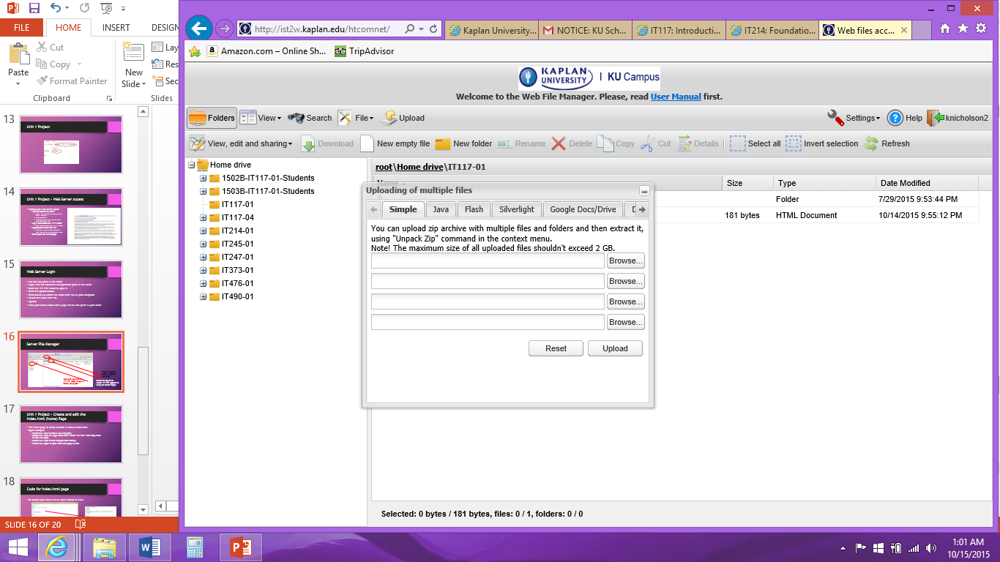 FILE HOME INSERT DESIGN
Cut
Copy
Format Painter
Paste
Clipboard
New
Slide
Lay
Res
Sec
Slides
13
Unit 1 Project
14
Unit 1 Project - Web Server Access
15
Web Server Login
16
Server File Manager
17
Unit 1 Project - Create and edit the
index.html (home) Page
18
Code for index.html page
SLIDE 16 OF 20
http://ist2w.kaplan.edu/htcomnet/
Kaplan University...
NOTICE: KU Sch...
IT117: Introducti...
IT214: Foundatio...
Web files acc...
Amazon.com – Online Sh...
TripAdvisor
KAPLAN UNIVERSITY | KU Campus
Welcome to the Web File Manager. Please, read User Manual first.
Folders View Search File Upload Settings Help knicholson2
View, edit and sharing Download New empty file New folder Rename Delete Copy Cut Details Select all Invert selection Refresh
Home drive
1502B-IT117-01-Students
1503B-IT117-01-Students
IT117-01
IT117-04
IT214-01
IT245-01
IT247-01
IT373-01
IT476-01
IT490-01
root\Home drive\IT117-01
Name Size Type Date Modified
Folder 7/29/2015 9:53:44 PM
181 bytes HTML Document 10/14/2015 9:55:12 PM
Uploading of multiple files
Simple Java Flash Silverlight Google Docs/Drive D
You can upload zip archive with multiple files and folders and then extract it,
using "Unpack Zip" command in the context menu.
Note! The maximum size of all uploaded files shouldn't exceed 2 GB.
Browse...
Browse...
Browse...
Browse...
Reset Upload
Selected: 0 bytes / 181 bytes, files: 0 / 1, folders: 0 / 0
1:01 AM
10/15/2015